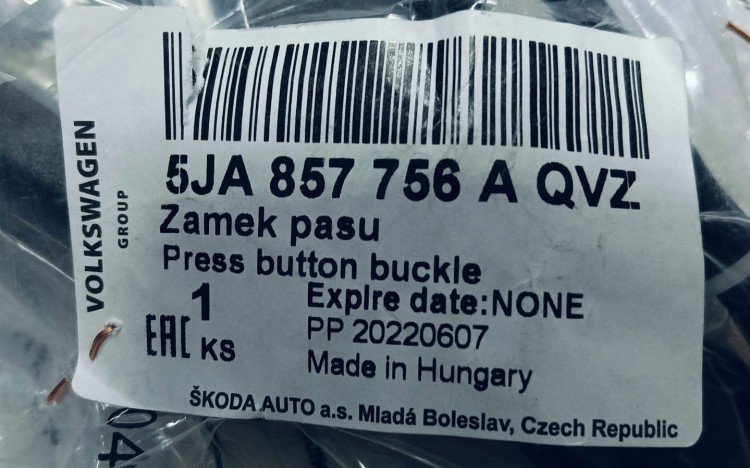 VOLKSWAGEN
GROUP
5JA 857 756 A QVZ
Zamek pasu
Press button buckle
1
KS
EAC
Expire date:NONE
PP 20220607
Made in Hungary
ŠKODA AUTO a.s. Mladá Boleslav, Czech Republic
04